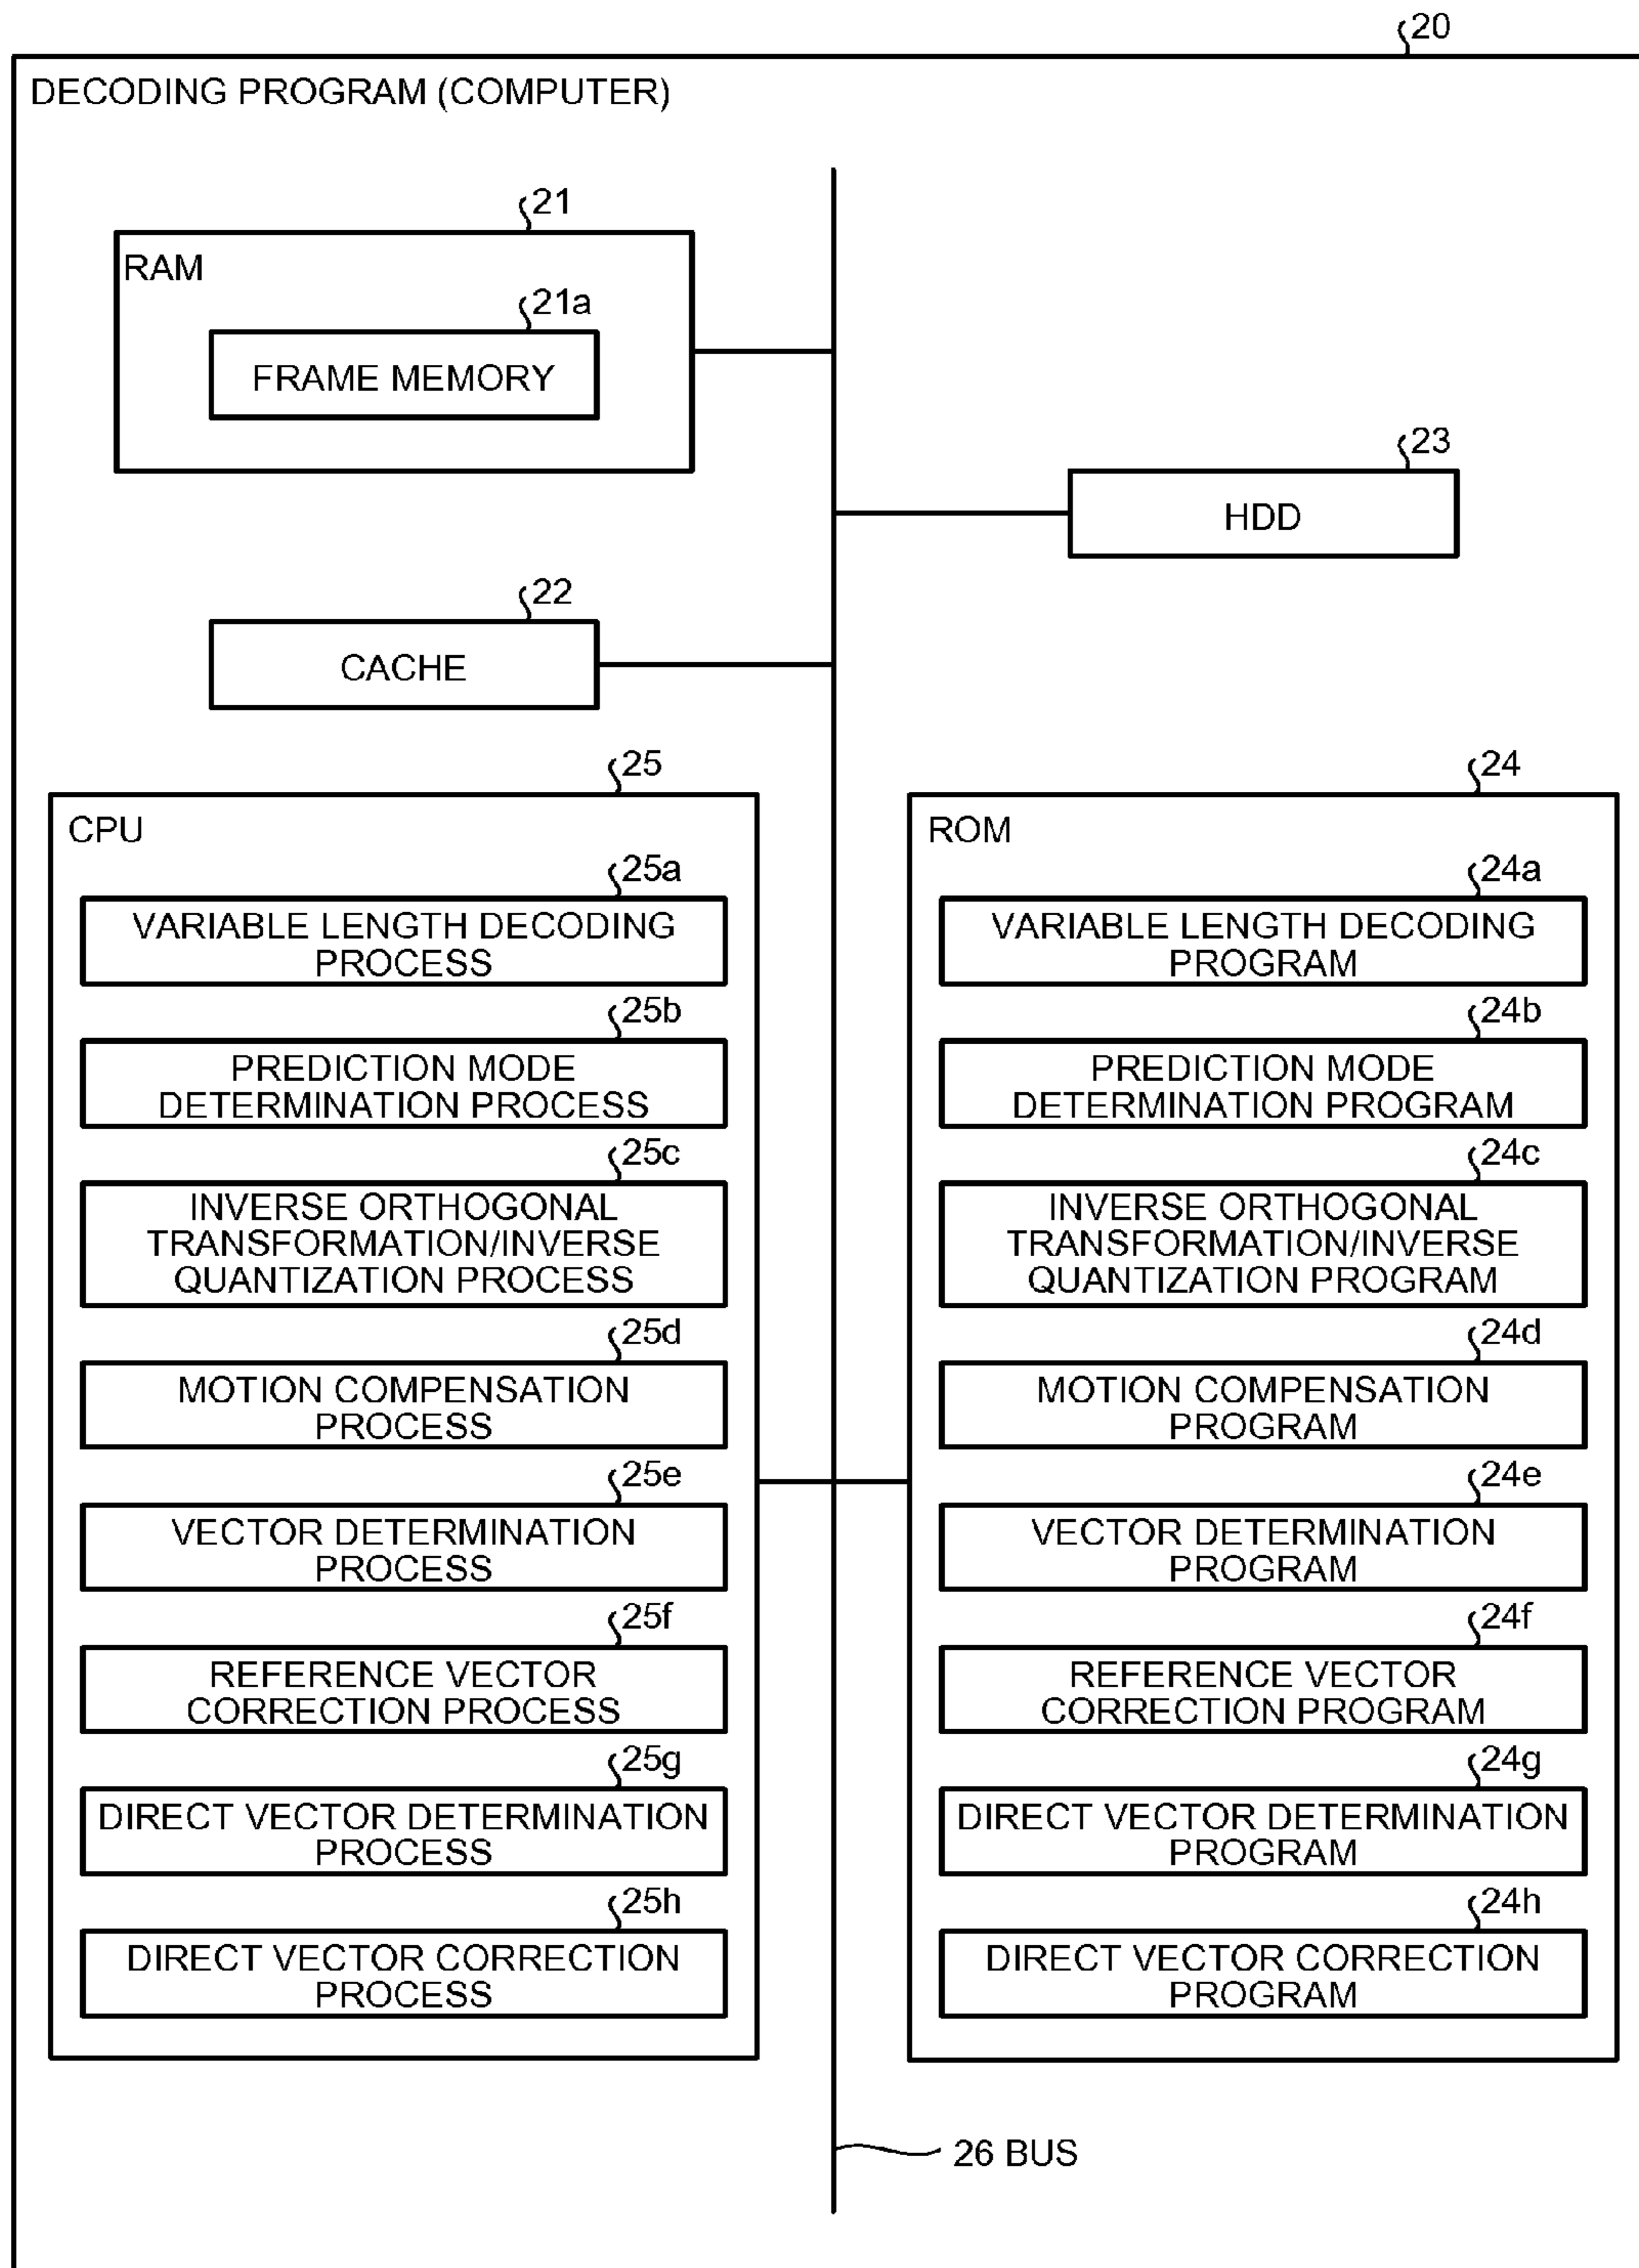 20
DECODING PROGRAM (COMPUTER)
21
RAM
21a
FRAME MEMORY
23
HDD
22
CACHE
25
CPU
25a
VARIABLE LENGTH DECODING
PROCESS
25b
PREDICTION MODE
DETERMINATION PROCESS
25c
INVERSE ORTHOGONAL
TRANSFORMATION/INVERSE
QUANTIZATION PROCESS
25d
MOTION COMPENSATION
PROCESS
25e
VECTOR DETERMINATION
PROCESS
25f
REFERENCE VECTOR
CORRECTION PROCESS
25g
DIRECT VECTOR DETERMINATION
PROCESS
25h
DIRECT VECTOR CORRECTION
PROCESS
24
ROM
24a
VARIABLE LENGTH DECODING
PROGRAM
24b
PREDICTION MODE
DETERMINATION PROGRAM
24c
INVERSE ORTHOGONAL
TRANSFORMATION/INVERSE
QUANTIZATION PROGRAM
24d
MOTION COMPENSATION
PROGRAM
24e
VECTOR DETERMINATION
PROGRAM
24f
REFERENCE VECTOR
CORRECTION PROGRAM
24g
DIRECT VECTOR DETERMINATION
PROGRAM
24h
DIRECT VECTOR CORRECTION
PROGRAM
26 BUS